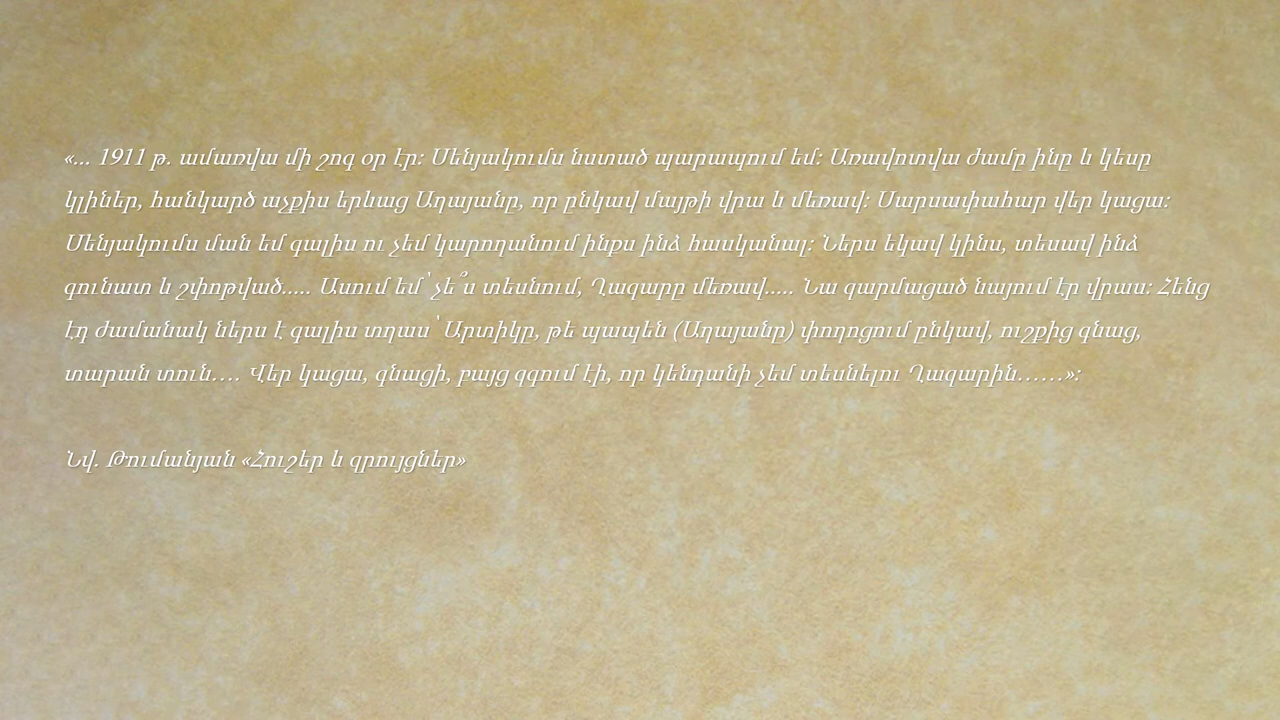 «... 1911 թ. ամառվա մի շոգ օր էր: Սենյակումս նստած պարապում եմ: Առավոտվա ժամը ինը և կեսը
կլիներ, հանկարծ աչքիս երևաց Աղայանը, որ ընկավ մայթի վրա և մեռավ: Սարսափահար վեր կացա:
Սենյակումս ման եմ գալիս ու չեմ կարողանում ինքս ինձ հասկանալ: Ներս եկավ կինս, տեսավ ինձ
գունատ և շփոթված..... Ասում եմ՝ չե՞ս տեսնում, Ղազարը մեռավ..... Նա զարմացած նայում էր վրաս: Հենց
էդ ժամանակ ներս է գալիս տղաս՝ Արտիկը, թե պապեն (Աղայանը) փողոցում ընկավ, ուշքից գնաց,
տարան տուն…. Վեր կացա, գնացի, բայց զգում էի, որ կենդանի չեմ տեսնելու Ղազարին……»:
Նվ. Թումանյան «Հուշեր և զրույցներ»